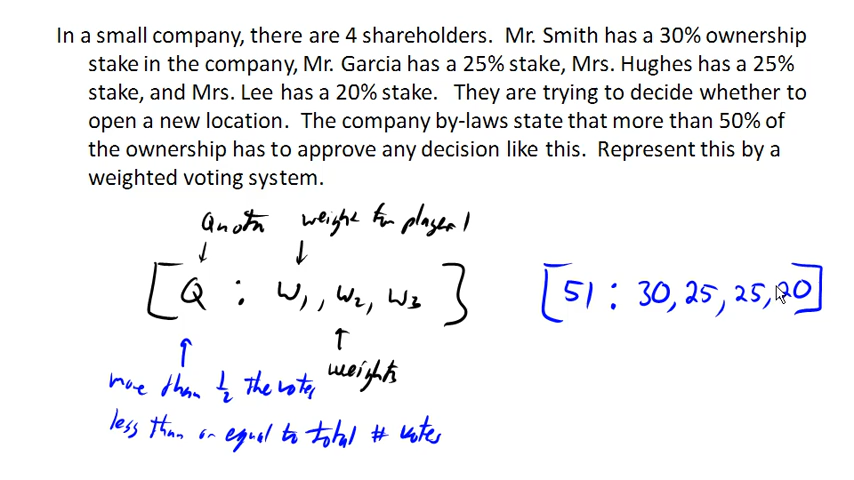 In a small company, there are 4 shareholders.  Mr. Smith has a 30% ownership
stake in the company, Mr. Garcia has a 25% stake, Mrs. Hughes has a 25%
stake, and Mrs. Lee has a 20% stake.   They are trying to decide whether to
open a new location.  The company by-laws state that more than 50% of
the ownership has to approve any decision like this.  Represent this by a
weighted voting system.
Quota weight for player 1
↓ ↓
[Q : W1, W2, W3] [51 : 30, 25, 25, 20]
↑ ↑
weights
more than 1/2 the votes
less than or equal to total # votes